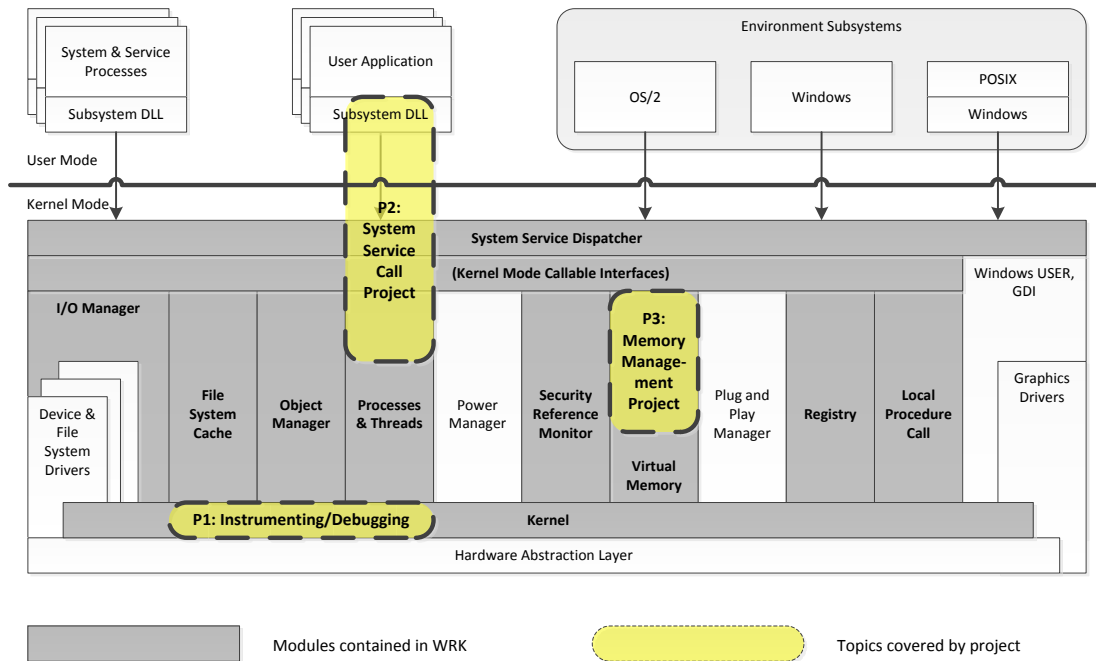 System & Service
Processes
Subsystem DLL
User Application
Subsystem DLL
Environment Subsystems
OS/2
Windows
POSIX
Windows
User Mode
Kernel Mode
P2:
System
Service
Call
Project
System Service Dispatcher
(Kernel Mode Callable Interfaces)
Windows USER,
GDI
I/O Manager
Device &
File
System
Drivers
File
System
Cache
Object
Manager
Processes
& Threads
Power
Manager
Security
Reference
Monitor
P3:
Memory
Manage-
ment
Project
Virtual
Memory
Plug and
Play
Manager
Registry
Local
Procedure
Call
Graphics
Drivers
P1: Instrumenting/Debugging
Kernel
Hardware Abstraction Layer
Modules contained in WRK
Topics covered by project